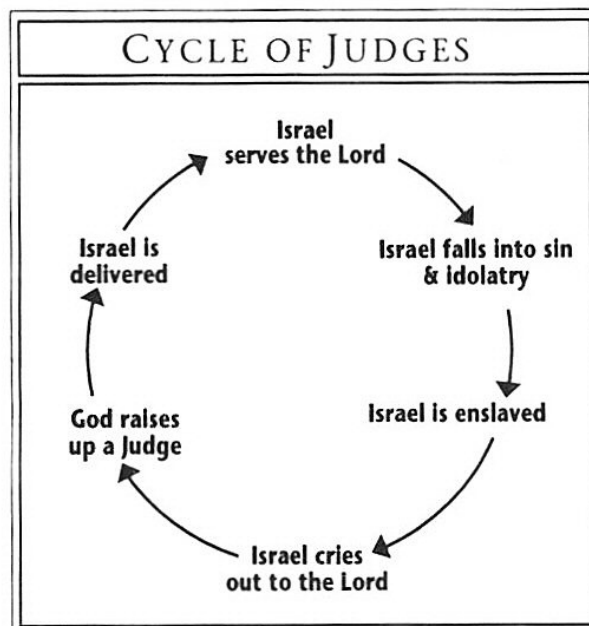 CYCLE OF JUDGES
Israel
serves the Lord
Israel falls into sin
& idolatry
Israel is enslaved
Israel cries
out to the Lord
God raises
up a Judge
Israel is
delivered